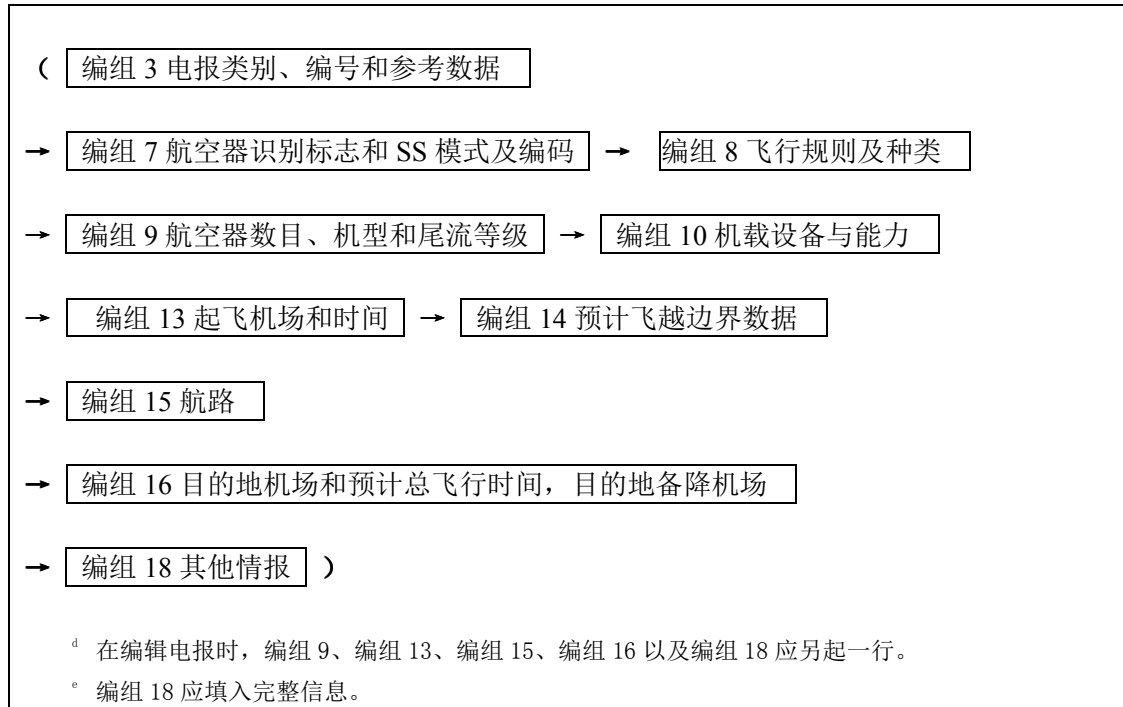 ( 编组 3 电报类别、编号和参考数据
→ 编组 7 航空器识别标志和 SS 模式及编码 → 编组 8 飞行规则及种类
→ 编组 9 航空器数目、机型和尾流等级 → 编组 10 机载设备与能力
→ 编组 13 起飞机场和时间 → 编组 14 预计飞越边界数据
→ 编组 15 航路
→ 编组 16 目的地机场和预计总飞行时间，目的地备降机场
→ 编组 18 其他情报 )
d 在编辑电报时，编组 9、编组 13、编组 15、编组 16 以及编组 18 应另起一行。
e 编组 18 应填入完整信息。